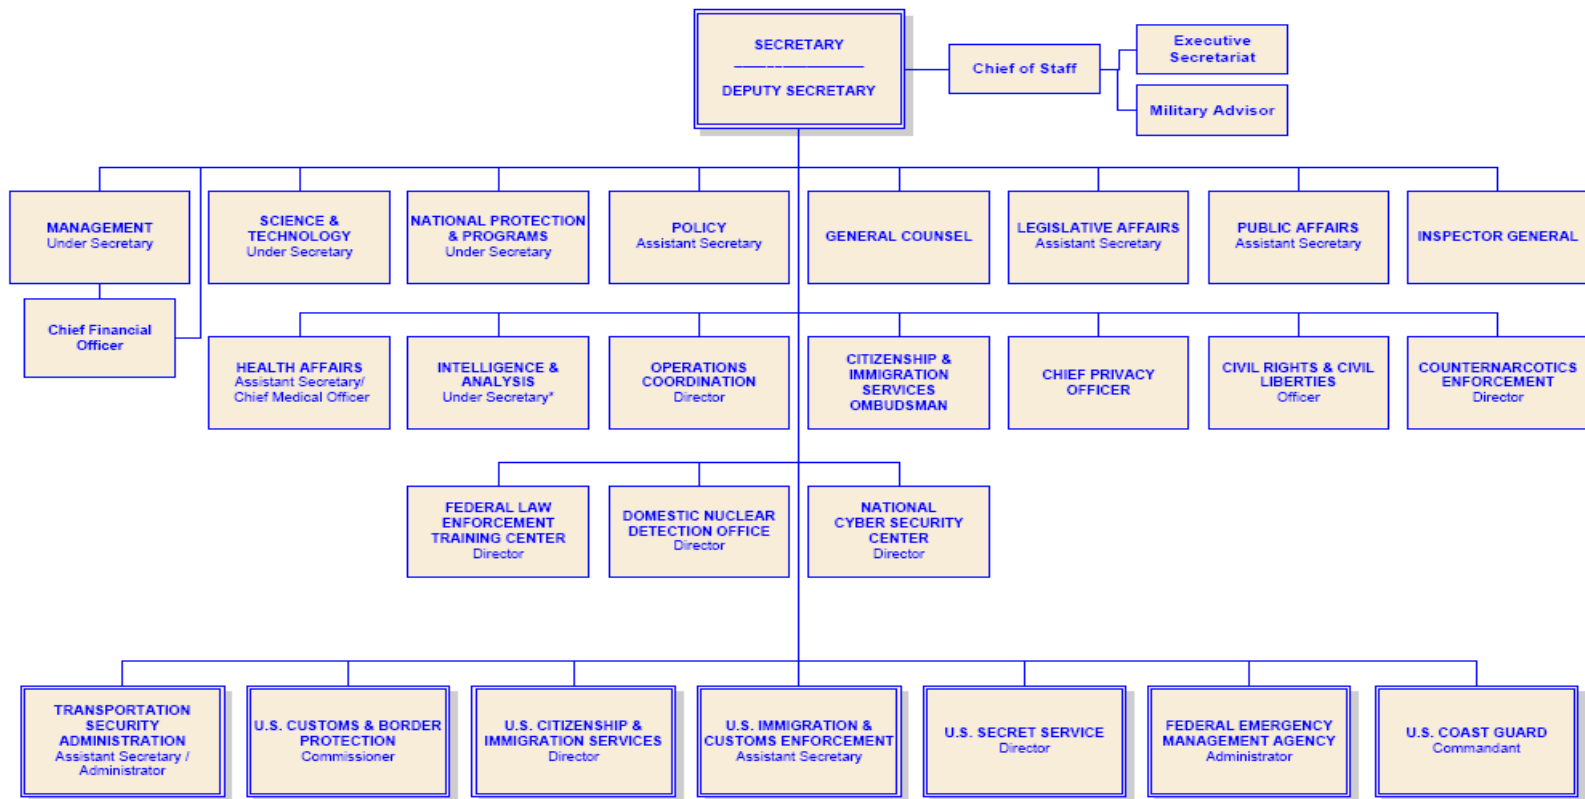 SECRETARY
DEPUTY SECRETARY
Chief of Staff
Executive
Secretariat
Military Advisor
MANAGEMENT
Under Secretary
SCIENCE &
TECHNOLOGY
Under Secretary
NATIONAL PROTECTION
& PROGRAMS
Under Secretary
POLICY
Assistant Secretary
GENERAL COUNSEL
LEGISLATIVE AFFAIRS
Assistant Secretary
PUBLIC AFFAIRS
Assistant Secretary
INSPECTOR GENERAL
Chief Financial
Officer
HEALTH AFFAIRS
Assistant Secretary/
Chief Medical Officer
INTELLIGENCE &
ANALYSIS
Under Secretary*
OPERATIONS
COORDINATION
Director
CITIZENSHIP &
IMMIGRATION
SERVICES
OMBUDSMAN
CHIEF PRIVACY
OFFICER
CIVIL RIGHTS & CIVIL
LIBERTIES
Officer
COUNTERNARCOTICS
ENFORCEMENT
Director
FEDERAL LAW
ENFORCEMENT
TRAINING CENTER
Director
DOMESTIC NUCLEAR
DETECTION OFFICE
Director
NATIONAL
CYBER SECURITY
CENTER
Director
TRANSPORTATION
SECURITY
ADMINISTRATION
Assistant Secretary /
Administrator
U.S. CUSTOMS & BORDER
PROTECTION
Commissioner
U.S. CITIZENSHIP &
IMMIGRATION SERVICES
Director
U.S. IMMIGRATION &
CUSTOMS ENFORCEMENT
Assistant Secretary
U.S. SECRET SERVICE
Director
FEDERAL EMERGENCY
MANAGEMENT AGENCY
Administrator
U.S. COAST GUARD
Commandant